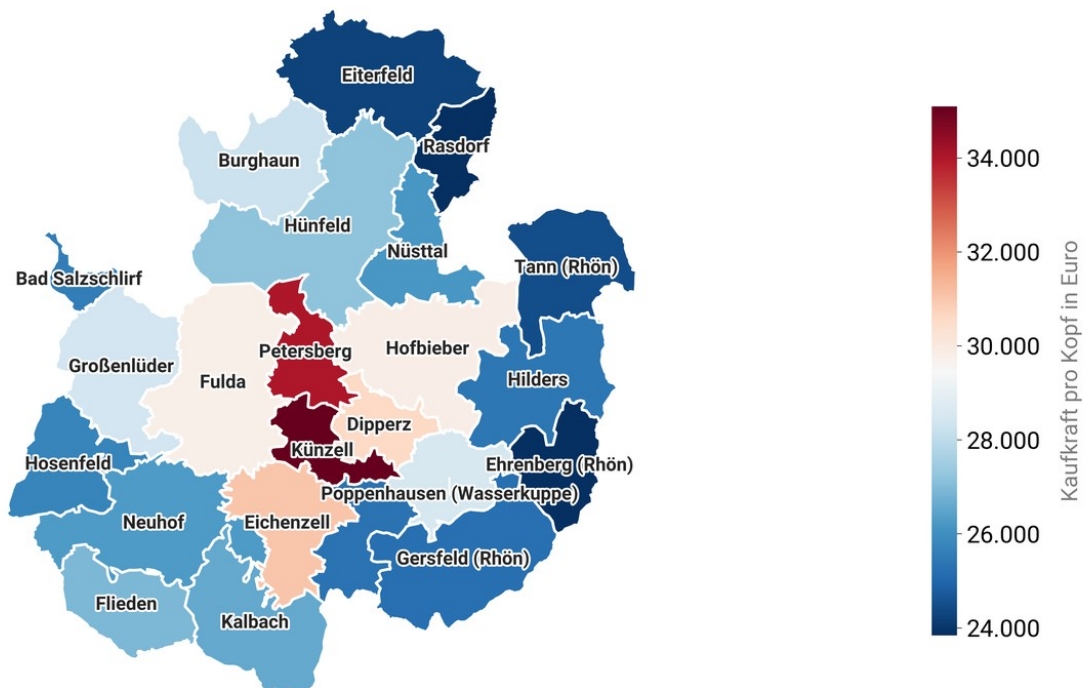 Eiterfeld
Rasdorf
Burghaun
Hünfeld
Nüsttal
Tann (Rhön)
Bad Salzschlirf
Petersberg
Hofbieber
Großenlüder
Fulda
Hilders
Dipperz
Künzell
Hosenfeld
Ehrenberg (Rhön)
Poppenhausen (Wasserkuppe)
Neuhof
Eichenzell
Gersfeld (Rhön)
Flieden
Kalbach
34.000
32.000
30.000
28.000
26.000
24.000
Kaufkraft pro Kopf in Euro